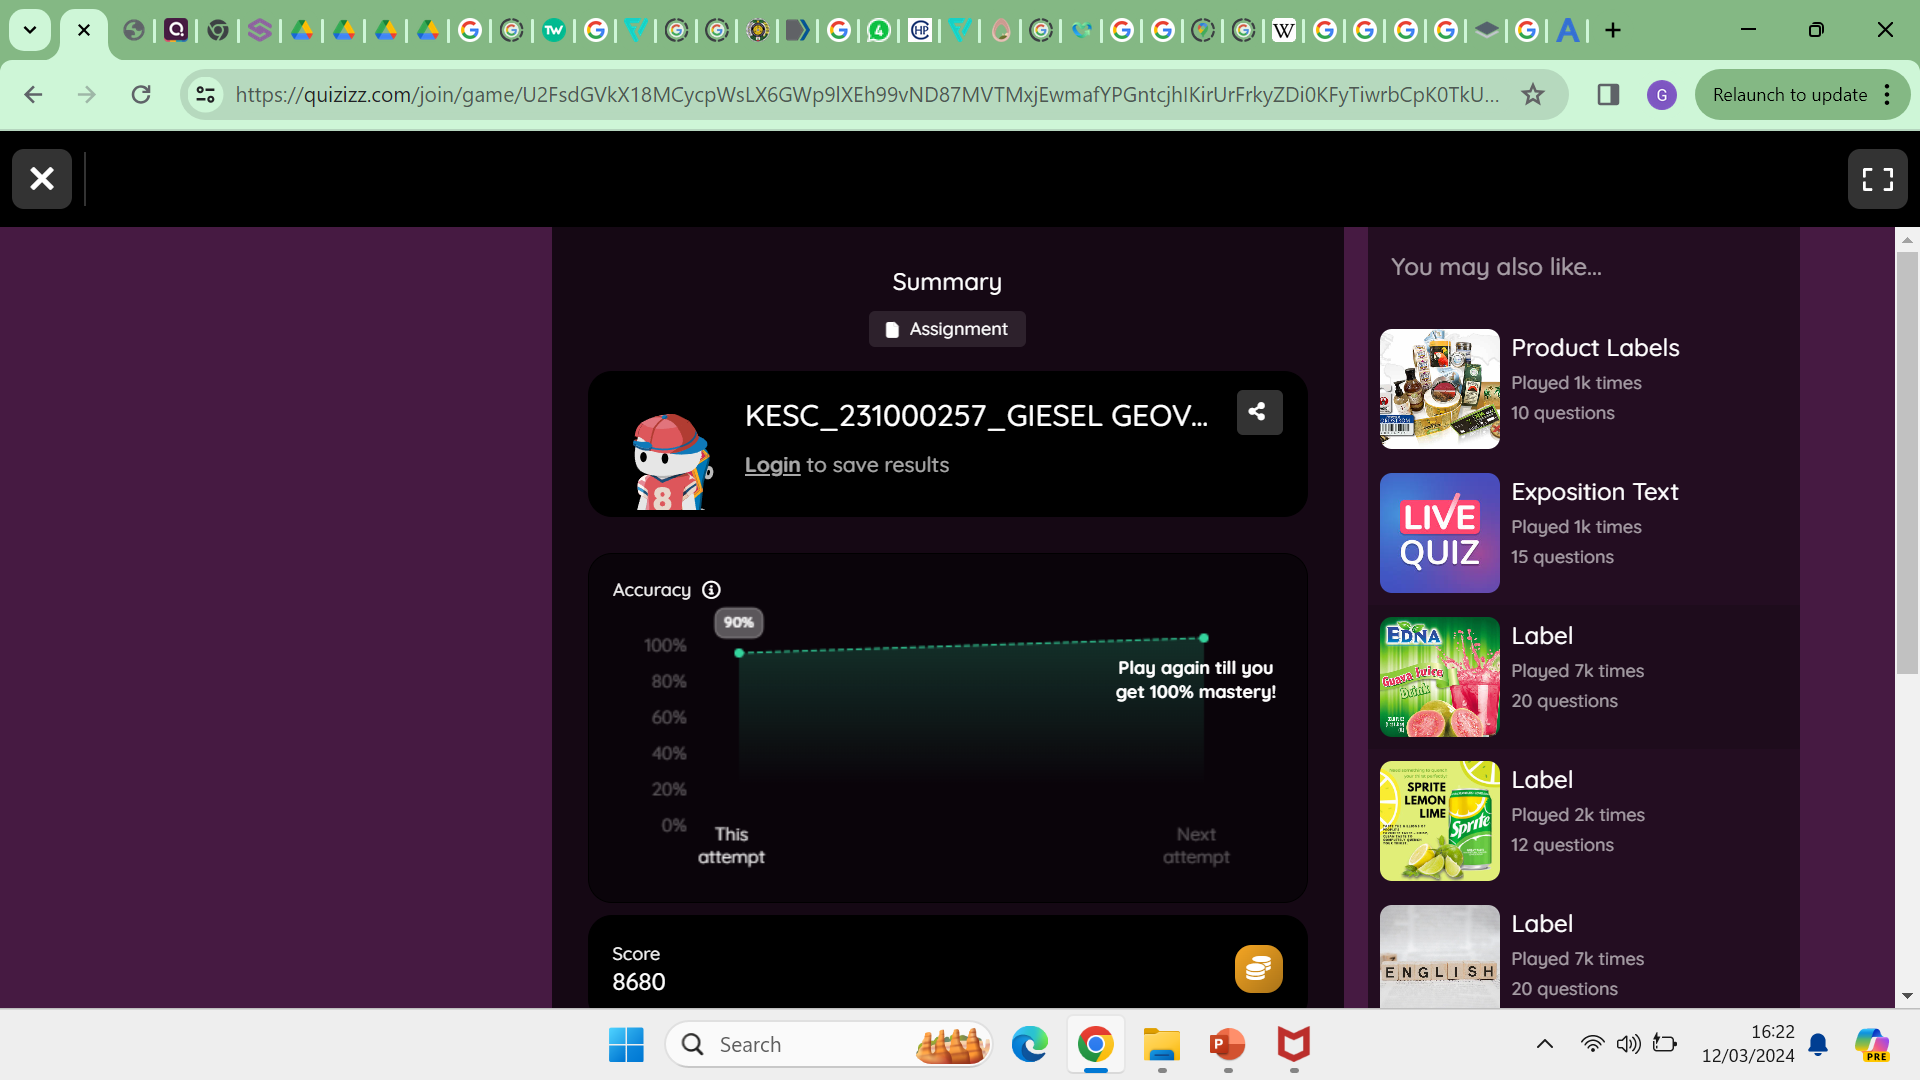 https://quizizz.com/join/game/U2FsdGVkX18MCycpWsLX6GWp9lXEh99vND87MVTMxjEwmafYPGntcjhIKirUrFrkyZDi0KFyTiwrbCpK0TkU...
G
Relaunch to update
Summary
Assignment
KESC_231000257_GIESEL GEOV...
Login to save results
8
Accuracy
90%
100%
80%
60%
40%
20%
0%
Play again till you
get 100% mastery!
This
attempt
Next
attempt
Score
8680
You may also like...
Product Labels
Played 1k times
10 questions
LIVE
QUIZ
Exposition Text
Played 1k times
15 questions
EDNA
Guava Juice
Drink
Label
Played 7k times
20 questions
SPRITE
LEMON
LIME
Sprite
Label
Played 2k times
12 questions
ENGLISH
Label
Played 7k times
20 questions
Search
16:22
12/03/2024
PRE